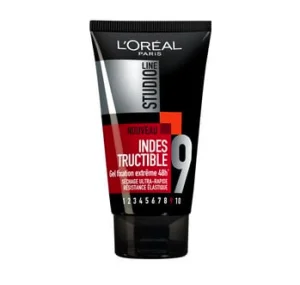 L'ORÉAL
PARIS
STUDIO LINE
NOUVEAU
INDES
TRUCTIBLE
9
Gel fixation extrême 48h
SÉCHAGE ULTRA-RAPIDE
RÉSISTANCE ÉLASTIQUE
1 2 3 4 5 6 7 8 9 10